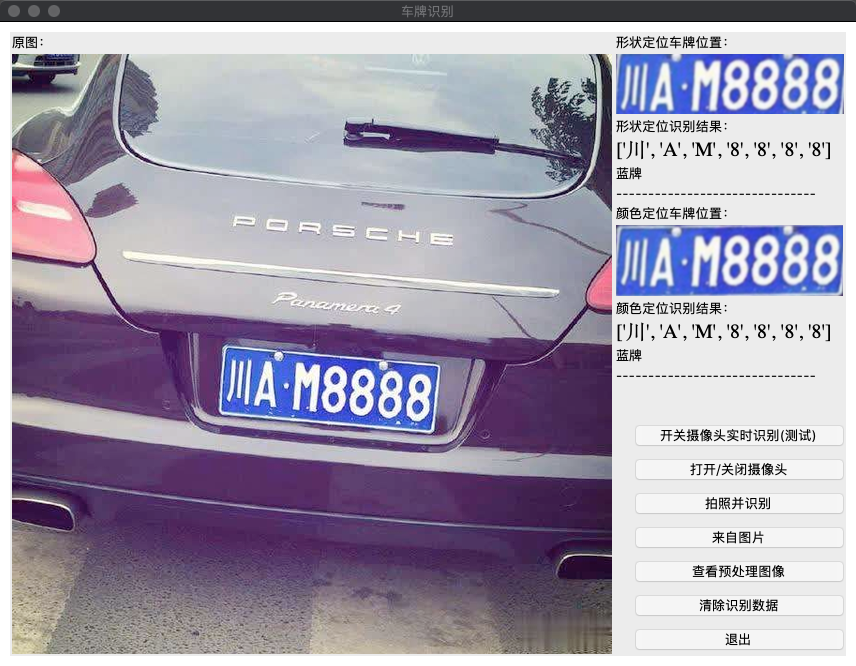 车牌识别
原图:
PORSCHE
Panamera 4
川A·M8888
形状定位车牌位置:
川A·M8888
形状定位识别结果:
['川', 'A', 'M', '8', '8', '8', '8']
蓝牌
-------------------------------
颜色定位车牌位置:
川A·M8888
颜色定位识别结果:
['川', 'A', 'M', '8', '8', '8', '8']
蓝牌
-------------------------------
开关摄像头实时识别(测试)
打开/关闭摄像头
拍照并识别
来自图片
查看预处理图像
清除识别数据
退出